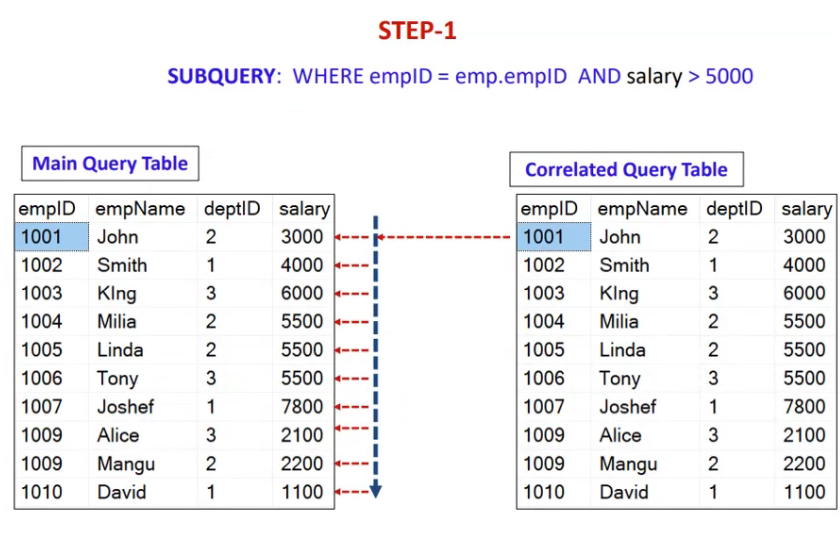 STEP-1
SUBQUERY: WHERE empID = emp.empID AND salary > 5000
Main Query Table
empID empName deptID salary
1001 John 2 3000
1002 Smith 1 4000
1003 KIng 3 6000
1004 Milia 2 5500
1005 Linda 2 5500
1006 Tony 3 5500
1007 Joshef 1 7800
1009 Alice 3 2100
1009 Mangu 2 2200
1010 David 1 1100
Correlated Query Table
empID empName deptID salary
1001 John 2 3000
1002 Smith 1 4000
1003 KIng 3 6000
1004 Milia 2 5500
1005 Linda 2 5500
1006 Tony 3 5500
1007 Joshef 1 7800
1009 Alice 3 2100
1009 Mangu 2 2200
1010 David 1 1100